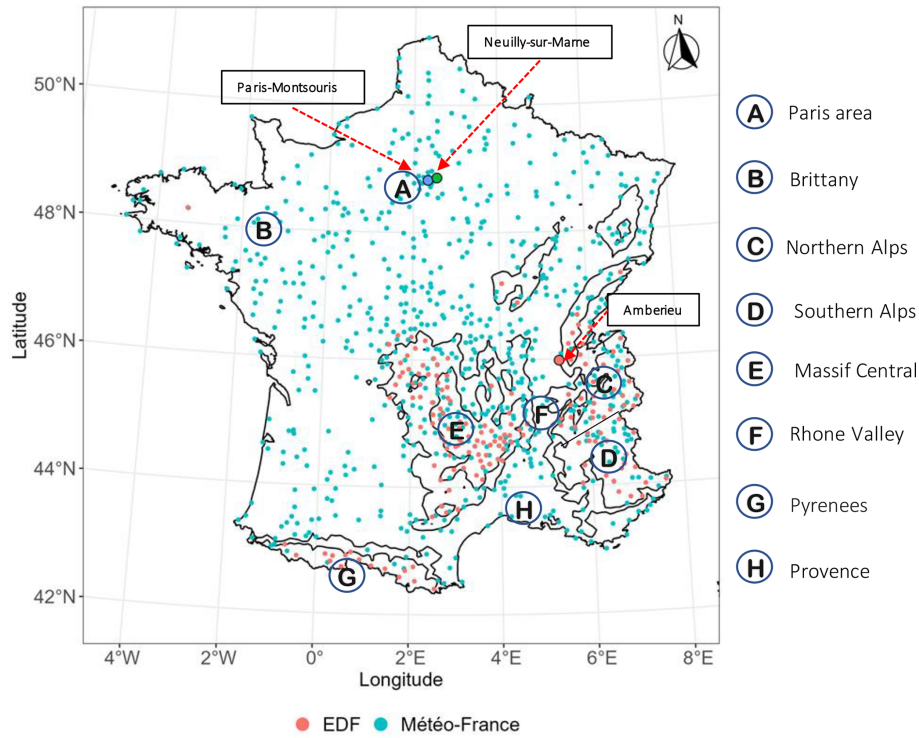 N
Neuilly-sur-Marne
Paris-Montsouris
Amberieu
50°N
48°N
46°N
44°N
42°N
Latitude
4°W 2°W 0° 2°E 4°E 6°E 8°E
Longitude
EDF Météo-France
A
B
C
D
E
F
G
H
A Paris area
B Brittany
C Northern Alps
D Southern Alps
E Massif Central
F Rhone Valley
G Pyrenees
H Provence